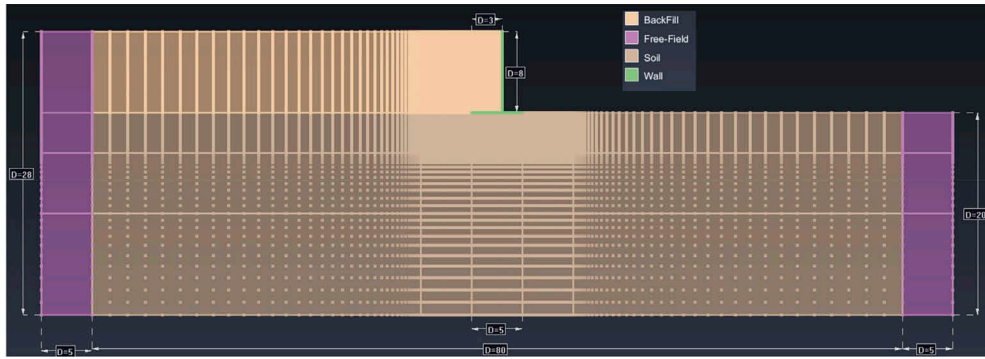 D=3
BackFill
Free-Field
Soil
Wall
D=8
D=28
D=20
D=5
D=5
D=80
D=5